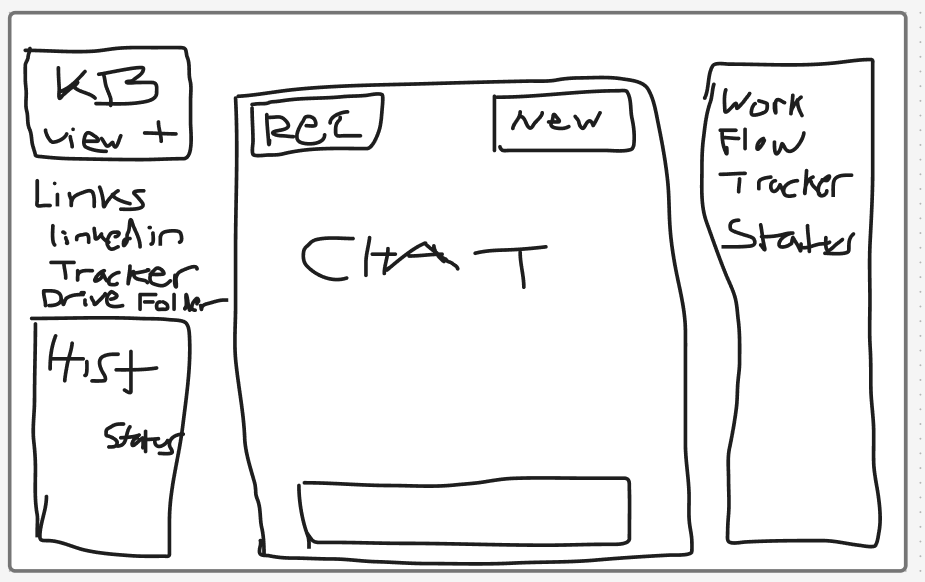 KB
view +
Links
linkedin
Tracker
Drive Folder
Hist
Status
REC
New
CHAT
Work
Flow
Tracker
Status